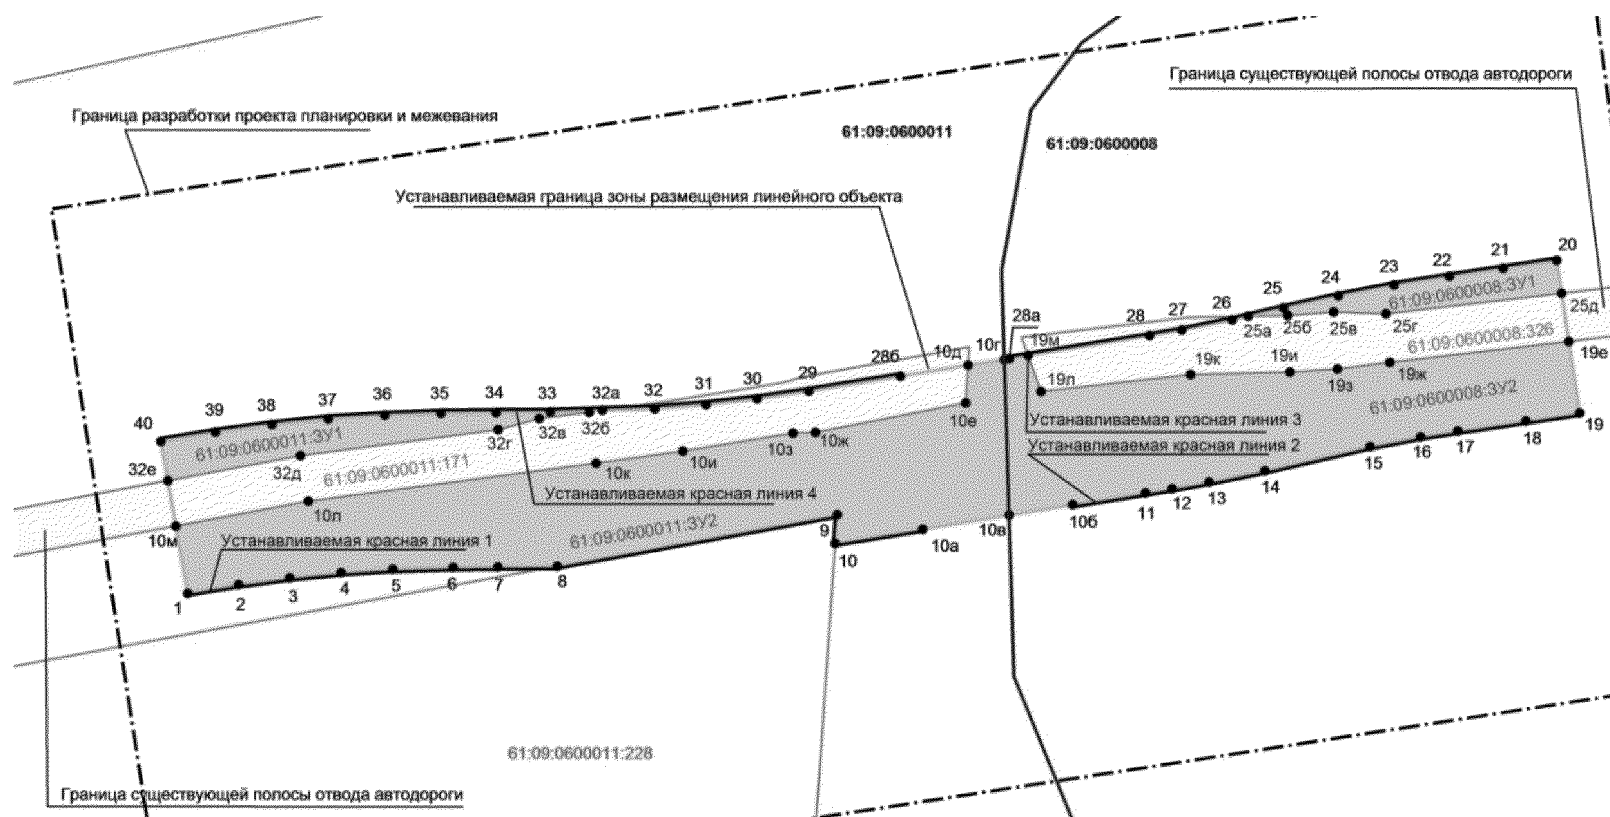 Граница существующей полосы отвода автодороги
Граница разработки проекта планировки и межевания
61:09:0600011
61:09:0600008
Устанавливаемая граница зоны размещения линейного объекта
20
21
22
23
24
25
26
27
28
28а
25а
25б
25в
25г
25д
61:09:0600008:ЗУ1
61:09:0600008:326
19м
19л
19к
19и
19з
19ж
19е
10г
10д
28б
29
30
31
32
32а
33
34
35
36
37
38
39
40
32б
32в
32г
32д
32е
61:09:0600011:ЗУ1
61:09:0600011:171
10е
10ж
10з
10и
10к
10л
10м
Устанавливаемая красная линия 3
Устанавливаемая красная линия 2
61:09:0600008:ЗУ2
19
18
17
16
15
14
13
12
11
10б
10в
10а
10
9
Устанавливаемая красная линия 4
61:09:0600011:ЗУ2
Устанавливаемая красная линия 1
1
2
3
4
5
6
7
8
61:09:0600011:228
Граница существующей полосы отвода автодороги